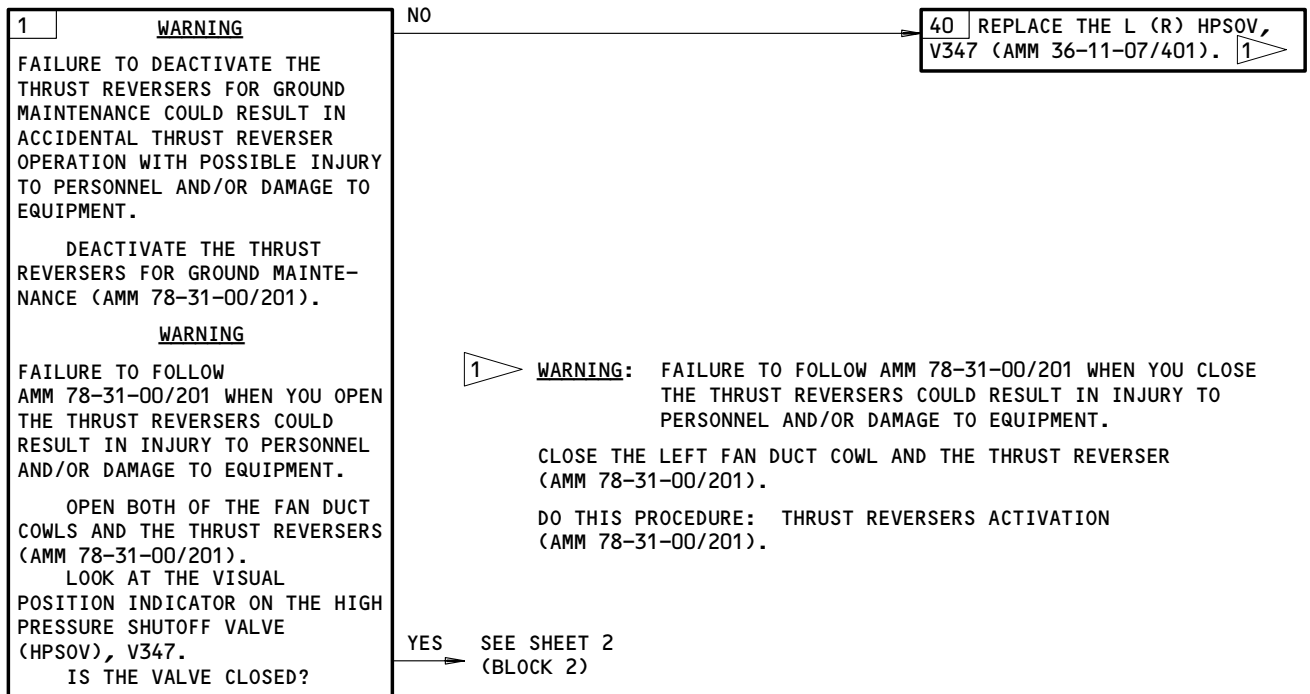 1
WARNING
FAILURE TO DEACTIVATE THE
THRUST REVERSERS FOR GROUND
MAINTENANCE COULD RESULT IN
ACCIDENTAL THRUST REVERSER
OPERATION WITH POSSIBLE INJURY
TO PERSONNEL AND/OR DAMAGE TO
EQUIPMENT.
DEACTIVATE THE THRUST
REVERSERS FOR GROUND MAINTE-
NANCE (AMM 78-31-00/201).
WARNING
FAILURE TO FOLLOW
AMM 78-31-00/201 WHEN YOU OPEN
THE THRUST REVERSERS COULD
RESULT IN INJURY TO PERSONNEL
AND/OR DAMAGE TO EQUIPMENT.
OPEN BOTH OF THE FAN DUCT
COWLS AND THE THRUST REVERSERS
(AMM 78-31-00/201).
LOOK AT THE VISUAL
POSITION INDICATOR ON THE HIGH
PRESSURE SHUTOFF VALVE
(HPSOV), V347.
IS THE VALVE CLOSED?
NO
40 REPLACE THE L (R) HPSOV,
V347 (AMM 36-11-07/401). 1
1 WARNING: FAILURE TO FOLLOW AMM 78-31-00/201 WHEN YOU CLOSE
THE THRUST REVERSERS COULD RESULT IN INJURY TO
PERSONNEL AND/OR DAMAGE TO EQUIPMENT.
CLOSE THE LEFT FAN DUCT COWL AND THE THRUST REVERSER
(AMM 78-31-00/201).
DO THIS PROCEDURE: THRUST REVERSERS ACTIVATION
(AMM 78-31-00/201).
YES SEE SHEET 2
(BLOCK 2)